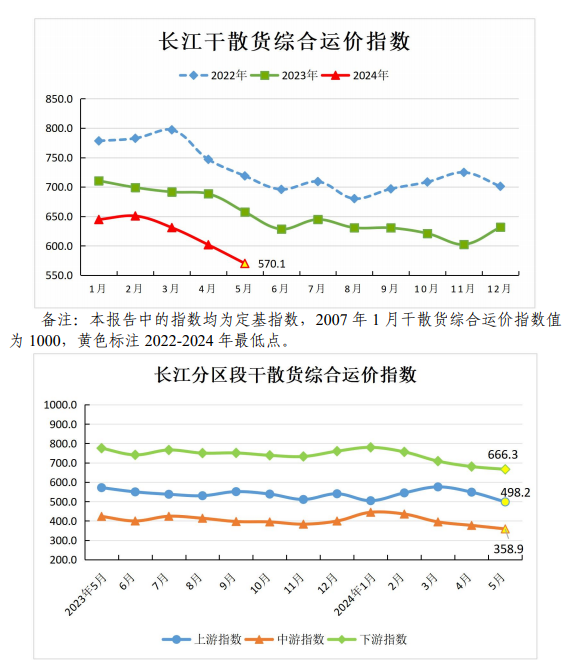 长江干散货综合运价指数
2022年 2023年 2024年
850.0
800.0
750.0
700.0
650.0
600.0
550.0
570.1
1月 2月 3月 4月 5月 6月 7月 8月 9月 10月 11月 12月
备注：本报告中的指数均为定基指数，2007 年 1 月干散货综合运价指数值
为 1000，黄色标注 2022-2024 年最低点。
长江分区段干散货综合运价指数
1000.0
900.0
800.0
700.0
600.0
500.0
400.0
300.0
200.0
666.3
498.2
358.9
2023年5月 6月 7月 8月 9月 10月 11月 12月 2024年1月 2月 3月 4月 5月
上游指数 中游指数 下游指数